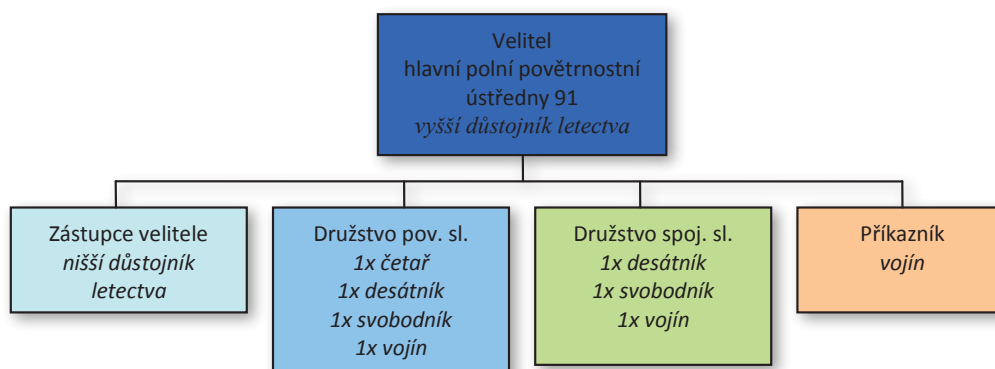 Velitel
hlavní polní povětrnostní
ústředny 91
vyšší důstojník letectva
Zástupce velitele
nišší důstojník
letectva
Družstvo pov. sl.
1x četař
1x desátník
1x svobodník
1x vojín
Družstvo spoj. sl.
1x desátník
1x svobodník
1x vojín
Příkazník
vojín